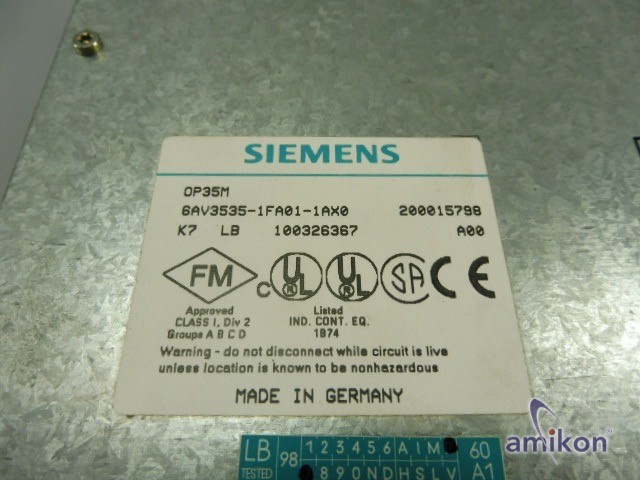 SIEMENS
OP35M
6AV3535-1FA01-1AX0 200015798
K7 LB 100326367 A00
FM C UL UL SA CE
Approved Listed
CLASS I, Div 2 IND. CONT. EQ.
Groups A B C D 1B74
Warning - do not disconnect while circuit is live
unless location is known to be nonhazardous
MADE IN GERMANY
amikon
LB 98 1 2 3 4 5 6 A I M 60
TESTED 8 9 0 N D H S L V A1